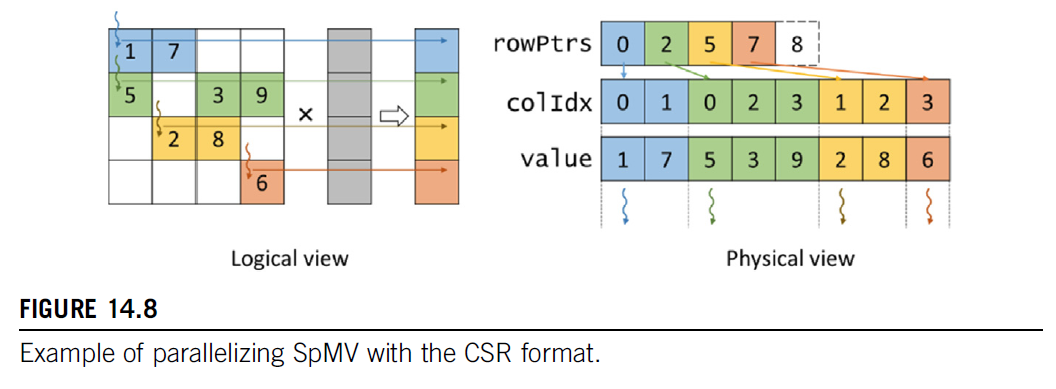 1 7
5 3 9
2 8
6
×
Logical view
rowPtrs 0 2 5 7 8
colIdx 0 1 0 2 3 1 2 3
value 1 7 5 3 9 2 8 6
Physical view
FIGURE 14.8
Example of parallelizing SpMV with the CSR format.